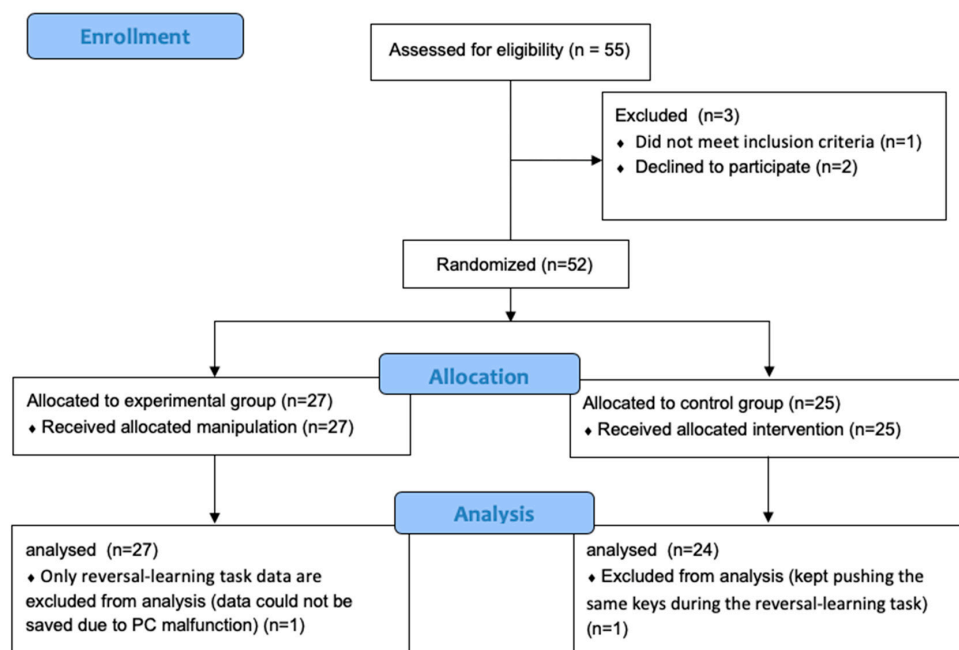 Enrollment
Assessed for eligibility (n = 55)
Excluded (n=3)
♦ Did not meet inclusion criteria (n=1)
♦ Declined to participate (n=2)
Randomized (n=52)
Allocation
Allocated to experimental group (n=27)
♦ Received allocated manipulation (n=27)
Allocated to control group (n=25)
♦ Received allocated intervention (n=25)
Analysis
analysed (n=27)
♦ Only reversal-learning task data are
excluded from analysis (data could not be
saved due to PC malfunction) (n=1)
analysed (n=24)
♦ Excluded from analysis (kept pushing the
same keys during the reversal-learning task)
(n=1)